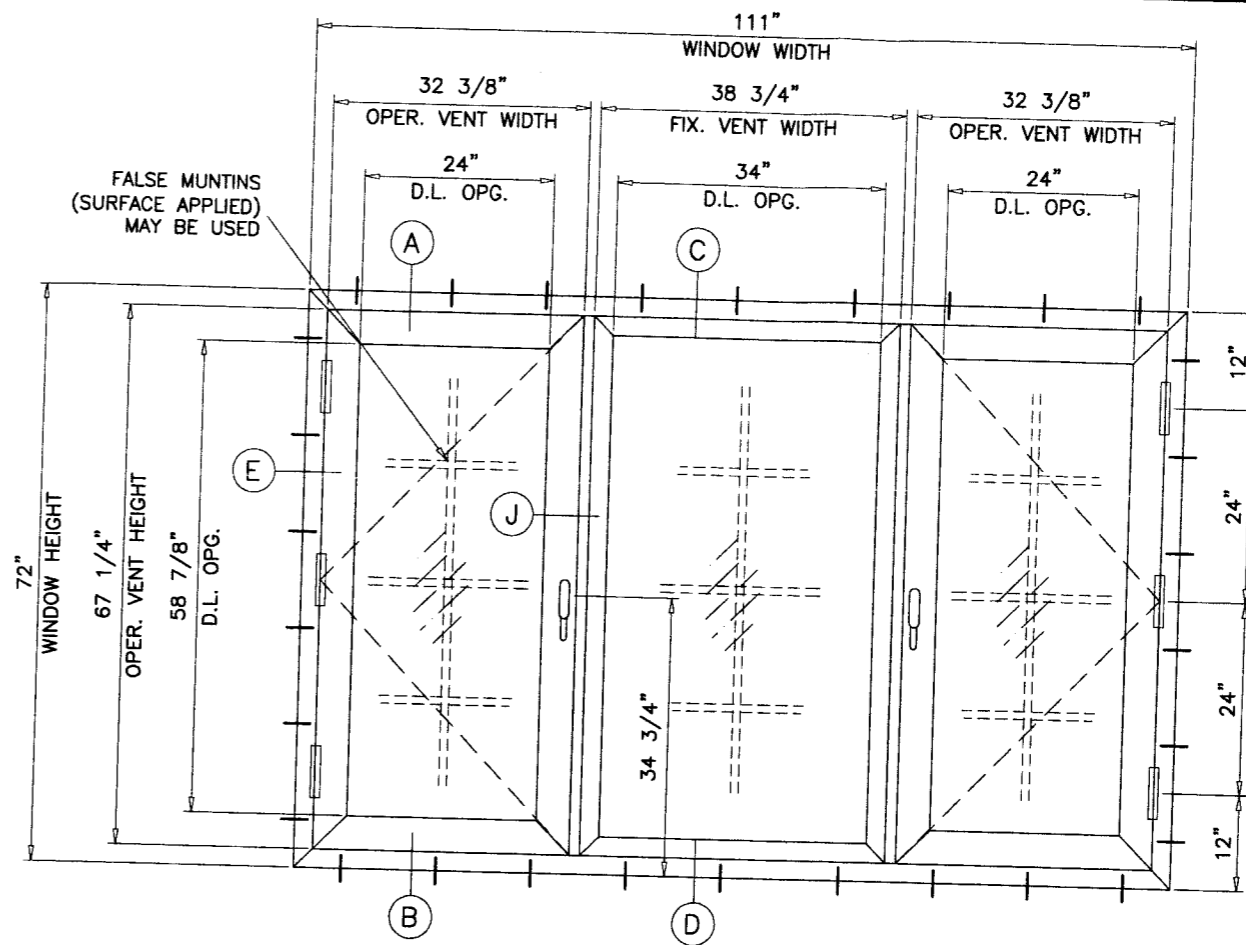 111"
WINDOW WIDTH
32 3/8"
OPER. VENT WIDTH
38 3/4"
FIX. VENT WIDTH
32 3/8"
OPER. VENT WIDTH
24"
D.L. OPG.
34"
D.L. OPG.
24"
D.L. OPG.
FALSE MUNTINS
(SURFACE APPLIED)
MAY BE USED
A
C
E
J
B
D
72"
WINDOW HEIGHT
67 1/4"
OPER. VENT HEIGHT
58 7/8"
D.L. OPG.
34 3/4"
12"
24"
24"
12"